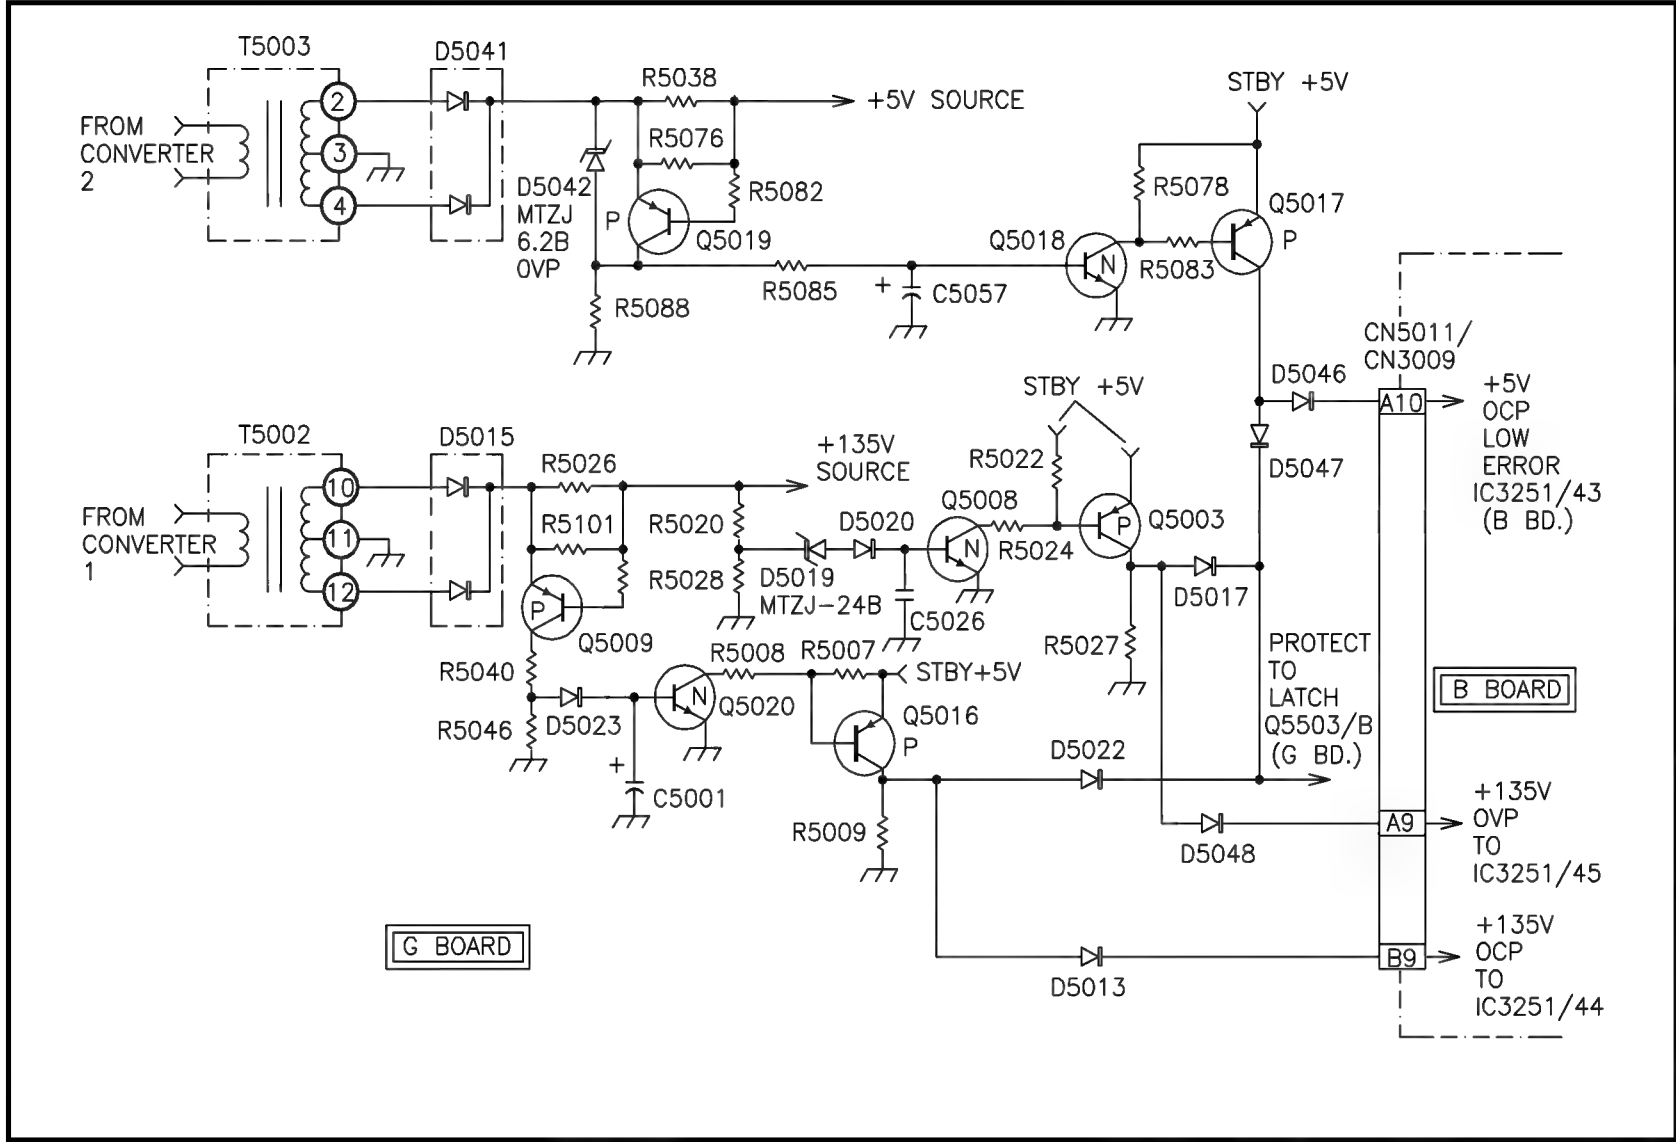 T5003
D5041
FROM
CONVERTER
2
2
3
4
R5038
+5V SOURCE
R5076
D5042
MTZJ
6.2B
OVP
R5082
P
Q5019
R5088
R5085
+
C5057
STBY +5V
R5078
Q5017
P
Q5018
N
R5083
CN5011/
CN3009
D5046
A10
+5V
OCP
LOW
ERROR
IC3251/43
(B BD.)
D5047
STBY +5V
T5002
D5015
FROM
CONVERTER
1
10
11
12
R5026
+135V
SOURCE
R5101
R5020
R5028
D5019
MTZJ-24B
D5020
Q5008
N
C5026
R5022
R5024
P
Q5003
D5017
R5027
P
Q5009
R5040
R5046
D5023
+
C5001
N
Q5020
R5008
R5007
STBY+5V
Q5016
P
R5009
D5022
PROTECT
TO
LATCH
Q5503/B
(G BD.)
B BOARD
D5048
A9
+135V
OVP
TO
IC3251/45
D5013
B9
+135V
OCP
TO
IC3251/44
G BOARD